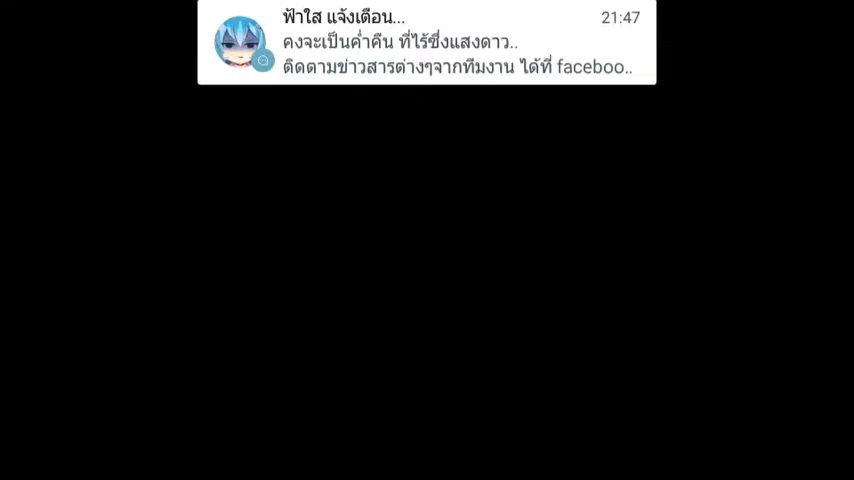 ฟ้าใส แจ้งเตือน...
21:47
คงจะเป็นค่ำคืน ที่ไร้ซึ่งแสงดาว..
ติดตามข่าวสารต่างๆจากทีมงาน ได้ที่ faceboo..